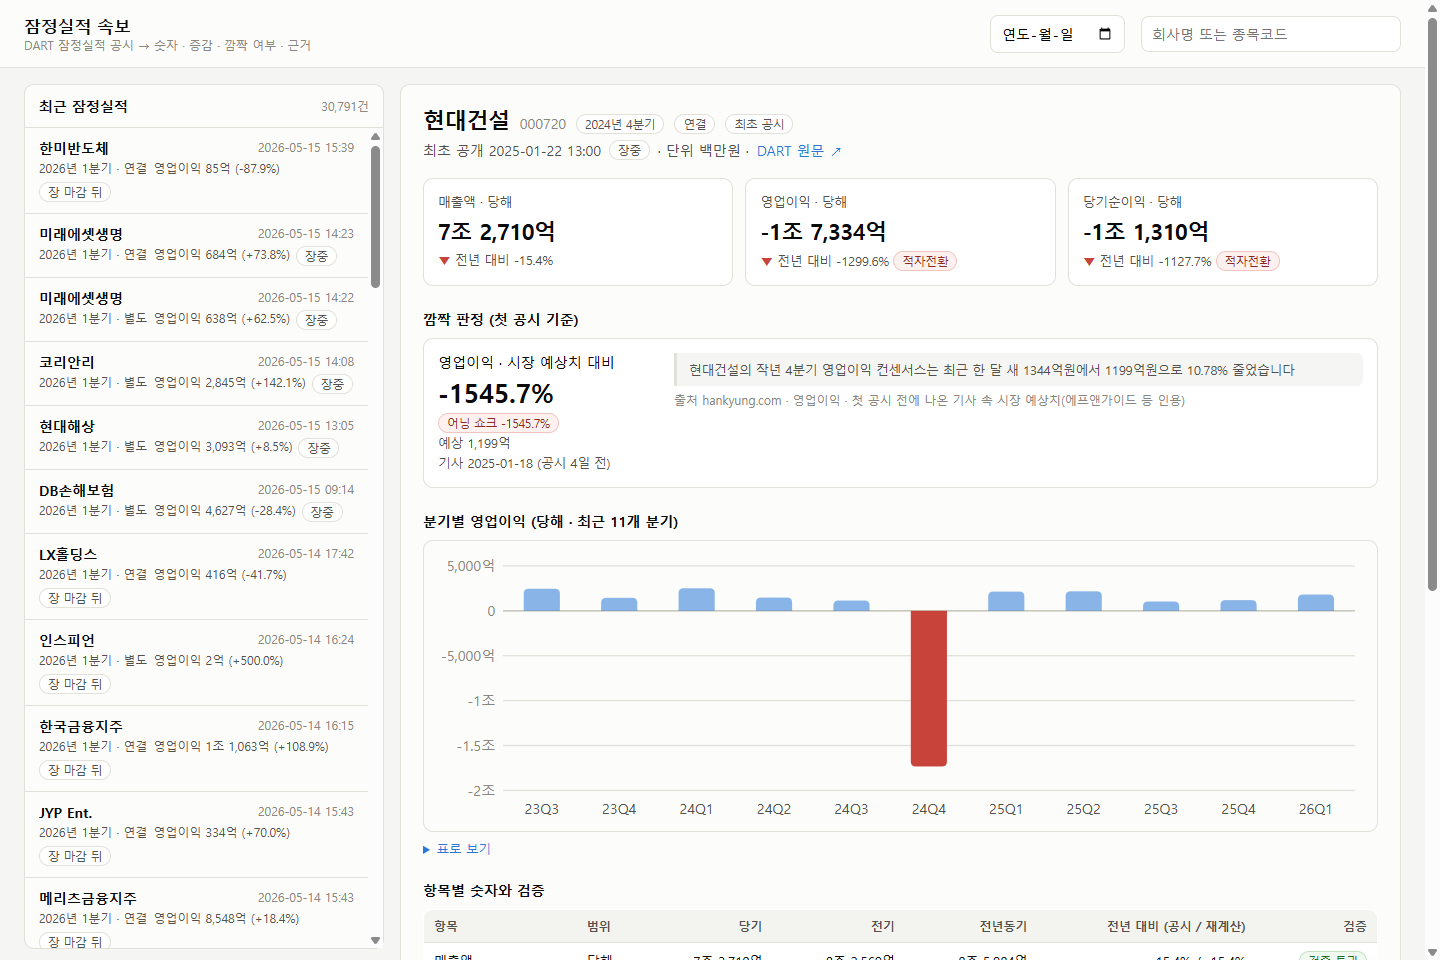 잠정실적 속보
DART 잠정실적 공시 → 숫자 · 증감 · 깜짝 여부 · 근거
연도-월-일
회사명 또는 종목코드
최근 잠정실적
30,791건
한미반도체 2026-05-15 15:39
2026년 1분기 · 연결 영업이익 85억 (-87.9%)
장 마감 뒤
미래에셋생명 2026-05-15 14:23
2026년 1분기 · 연결 영업이익 684억 (+73.8%) 장중
미래에셋생명 2026-05-15 14:22
2026년 1분기 · 별도 영업이익 638억 (+62.5%) 장중
코리안리 2026-05-15 14:08
2026년 1분기 · 별도 영업이익 2,845억 (+142.1%) 장중
현대해상 2026-05-15 13:05
2026년 1분기 · 별도 영업이익 3,093억 (+8.5%) 장중
DB손해보험 2026-05-15 09:14
2026년 1분기 · 별도 영업이익 4,627억 (-28.4%) 장중
LX홀딩스 2026-05-14 17:42
2026년 1분기 · 연결 영업이익 416억 (-41.7%)
장 마감 뒤
인스피언 2026-05-14 16:24
2026년 1분기 · 별도 영업이익 2억 (+500.0%)
장 마감 뒤
한국금융지주 2026-05-14 16:15
2026년 1분기 · 연결 영업이익 1조 1,063억 (+108.9%)
장 마감 뒤
JYP Ent. 2026-05-14 15:43
2026년 1분기 · 연결 영업이익 334억 (+70.0%)
장 마감 뒤
메리츠금융지주 2026-05-14 15:43
2026년 1분기 · 연결 영업이익 8,548억 (+18.4%)
장 마감 뒤
현대건설 000720 2024년 4분기 연결 최초 공시
최초 공개 2025-01-22 13:00 장중 · 단위 백만원 · DART 원문 ↗
매출액 · 당해
7조 2,710억
▼ 전년 대비 -15.4%
영업이익 · 당해
-1조 7,334억
▼ 전년 대비 -1299.6% 적자전환
당기순이익 · 당해
-1조 1,310억
▼ 전년 대비 -1127.7% 적자전환
깜짝 판정 (첫 공시 기준)
영업이익 · 시장 예상치 대비
-1545.7%
어닝 쇼크 -1545.7%
예상 1,199억
기사 2025-01-18 (공시 4일 전)
현대건설의 작년 4분기 영업이익 컨센서스는 최근 한 달 새 1344억원에서 1199억원으로 10.78% 줄었습니다
출처 hankyung.com · 영업이익 · 첫 공시 전에 나온 기사 속 시장 예상치(에프앤가이드 등 인용)
분기별 영업이익 (당해 · 최근 11개 분기)
5,000억
0
-5,000억
-1조
-1.5조
-2조
23Q3 23Q4 24Q1 24Q2 24Q3 24Q4 25Q1 25Q2 25Q3 25Q4 26Q1
▶ 표로 보기
항목별 숫자와 검증
항목 범위 당기 전기 전년동기 전년 대비 (공시 / 재계산) 검증
매출액 당해